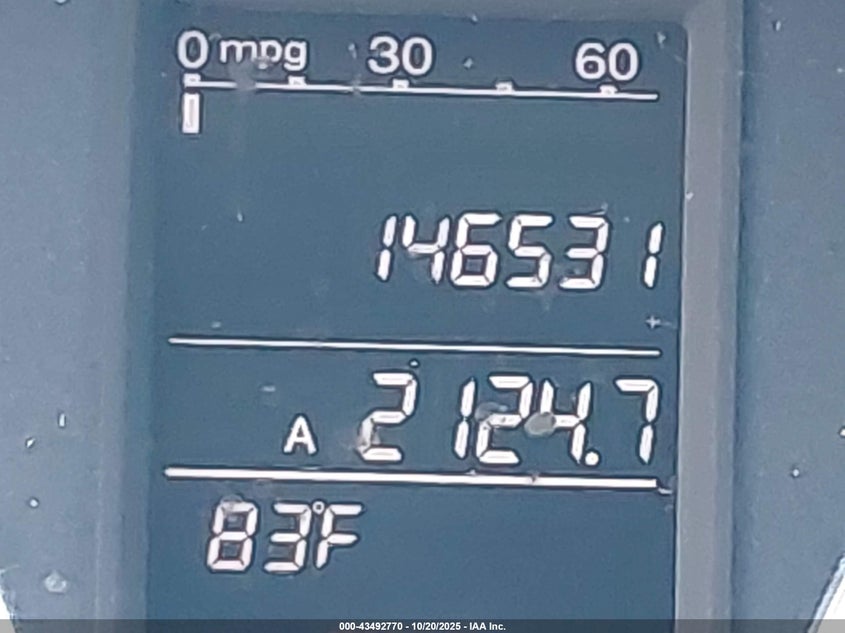 0 mpg 30 60
146531
A 2124.7
83°F
000-43492770 - 10/20/2025 - IAA Inc.